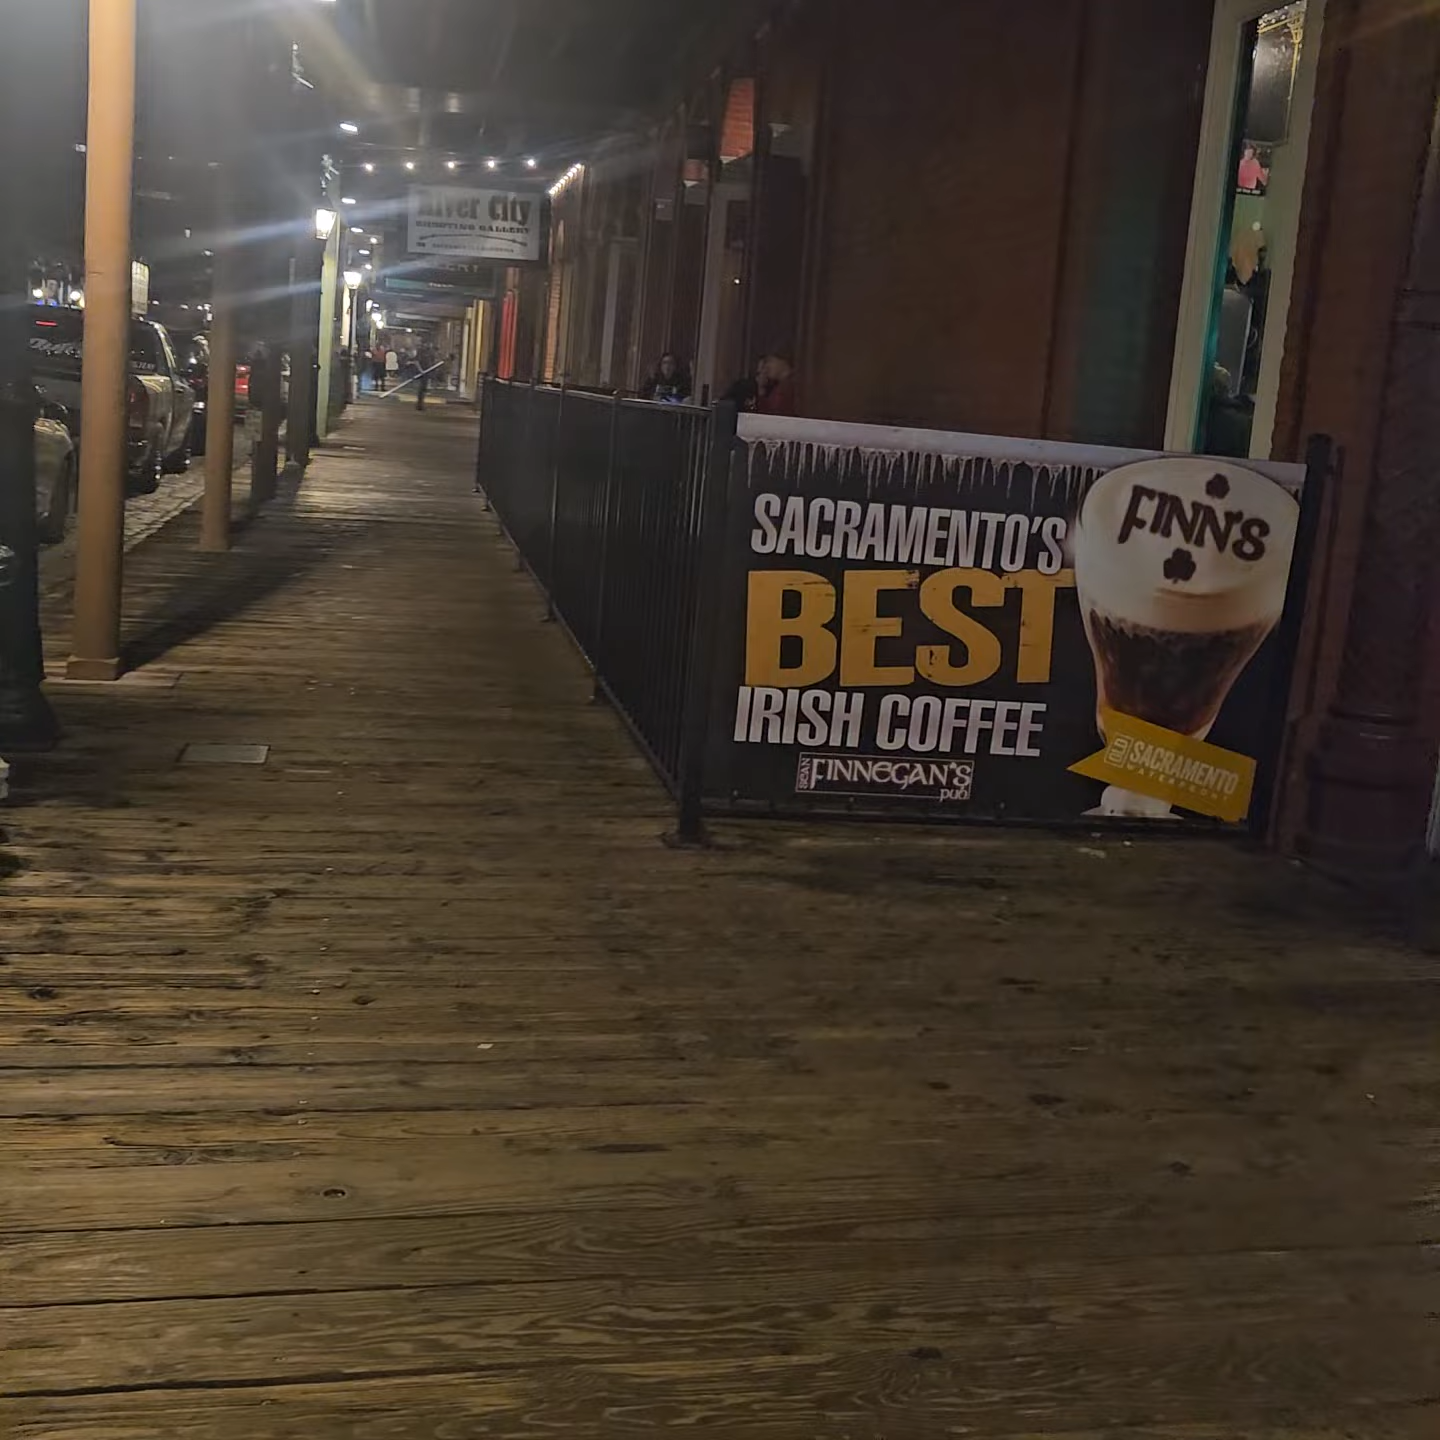 River City
SHOOTING GALLERY
SACRAMENTO'S
BEST
IRISH COFFEE
SEAN
FINNEGAN'S
pub
FINN'S
OLD
SACRAMENTO
WATERFRONT